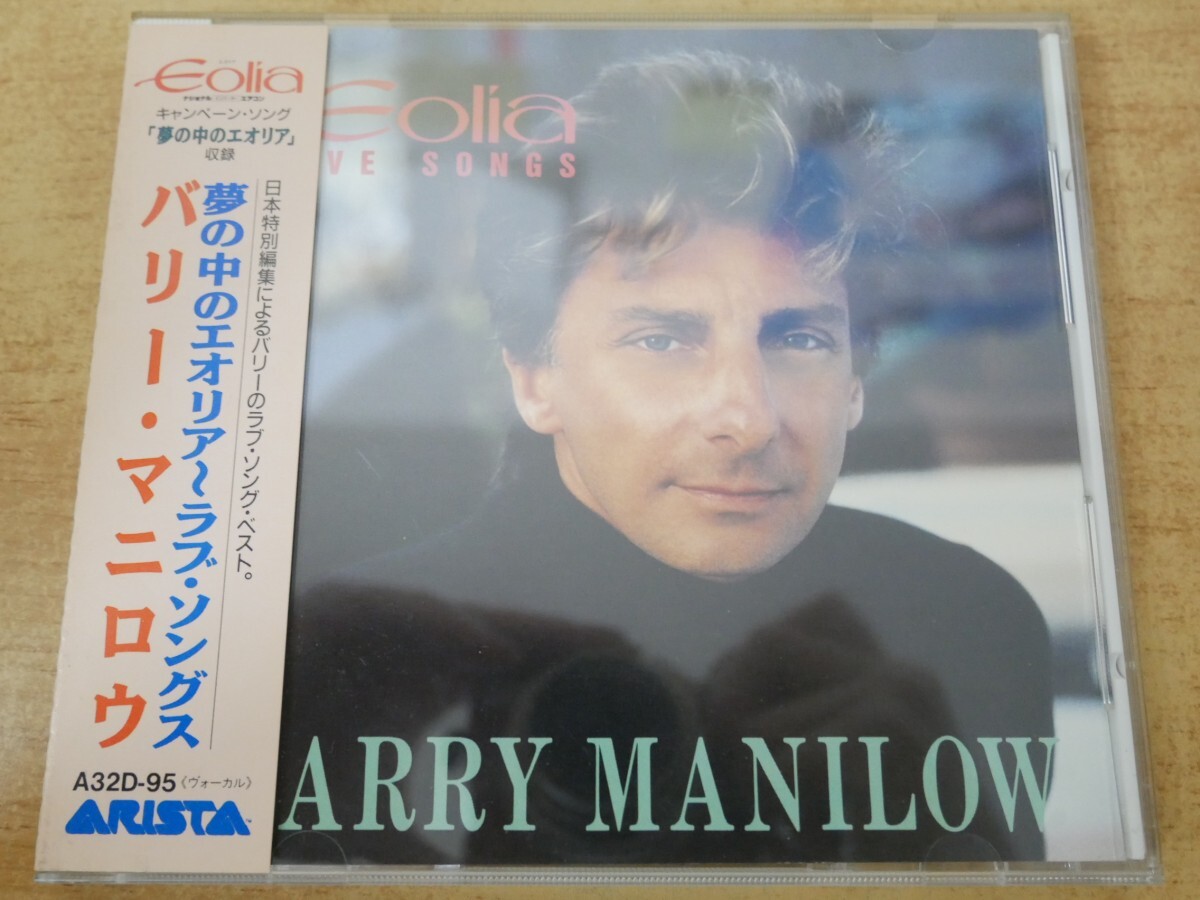 Eolia
キャンペーン・ソング
「夢の中のエオリア」
収録
日本特別編集によるバリーのラブ・ソング・ベスト。
夢の中のエオリア〜ラブ・ソングス
バリー・マニロウ
A32D-95《ヴォーカル》
ARISTA
Eolia
VE SONGS
ARRY MANILOW